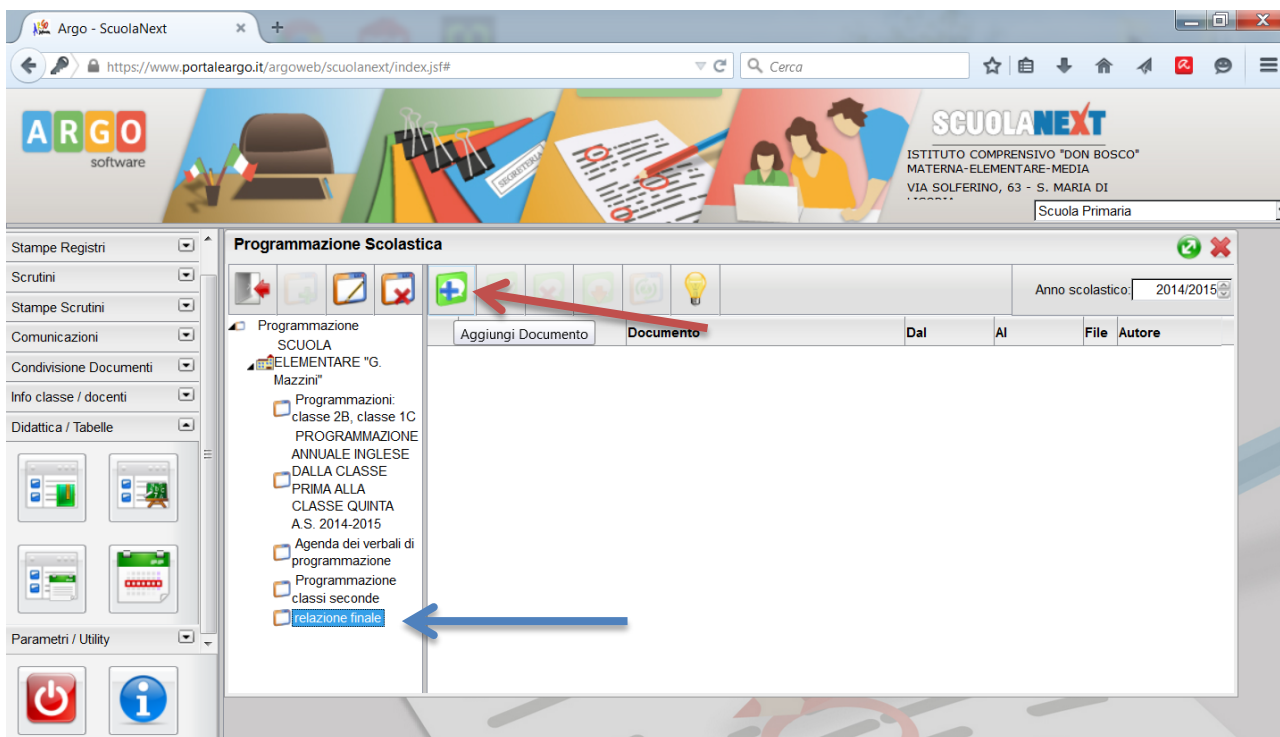 Argo - ScuolaNext
https://www.portaleargo.it/argoweb/scuolanext/index.jsf#
Cerca
ARGO
software
SEGRETERIA
SCUOLANEXT
ISTITUTO COMPRENSIVO "DON BOSCO"
MATERNA-ELEMENTARE-MEDIA
VIA SOLFERINO, 63 - S. MARIA DI
Scuola Primaria
Stampe Registri
Scrutini
Stampe Scrutini
Comunicazioni
Condivisione Documenti
Info classe / docenti
Didattica / Tabelle
Parametri / Utility
Programmazione Scolastica
Anno scolastico: 2014/2015
Aggiungi Documento
Documento Dal Al File Autore
Programmazione
SCUOLA
ELEMENTARE "G.
Mazzini"
Programmazioni:
classe 2B, classe 1C
PROGRAMMAZIONE
ANNUALE INGLESE
DALLA CLASSE
PRIMA ALLA
CLASSE QUINTA
A.S. 2014-2015
Agenda dei verbali di
programmazione
Programmazione
classi seconde
relazione finale